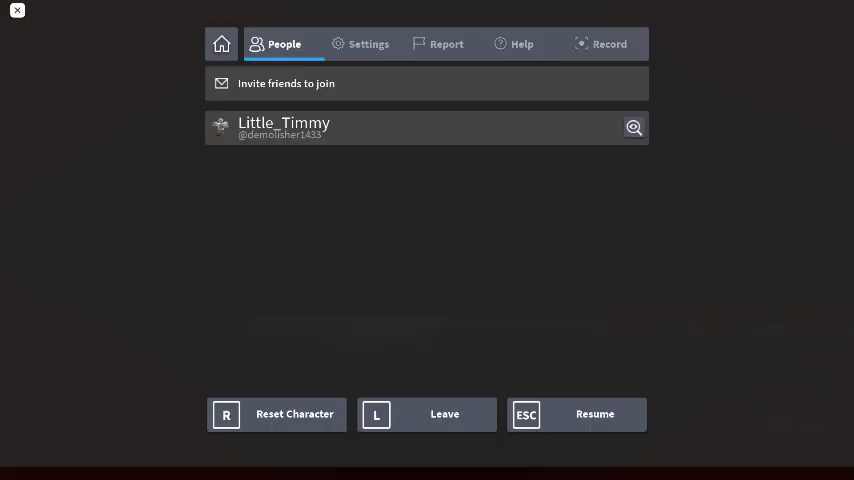 People Settings Report Help Record
Invite friends to join
Little_Timmy
@demolisher1433
R Reset Character L Leave ESC Resume